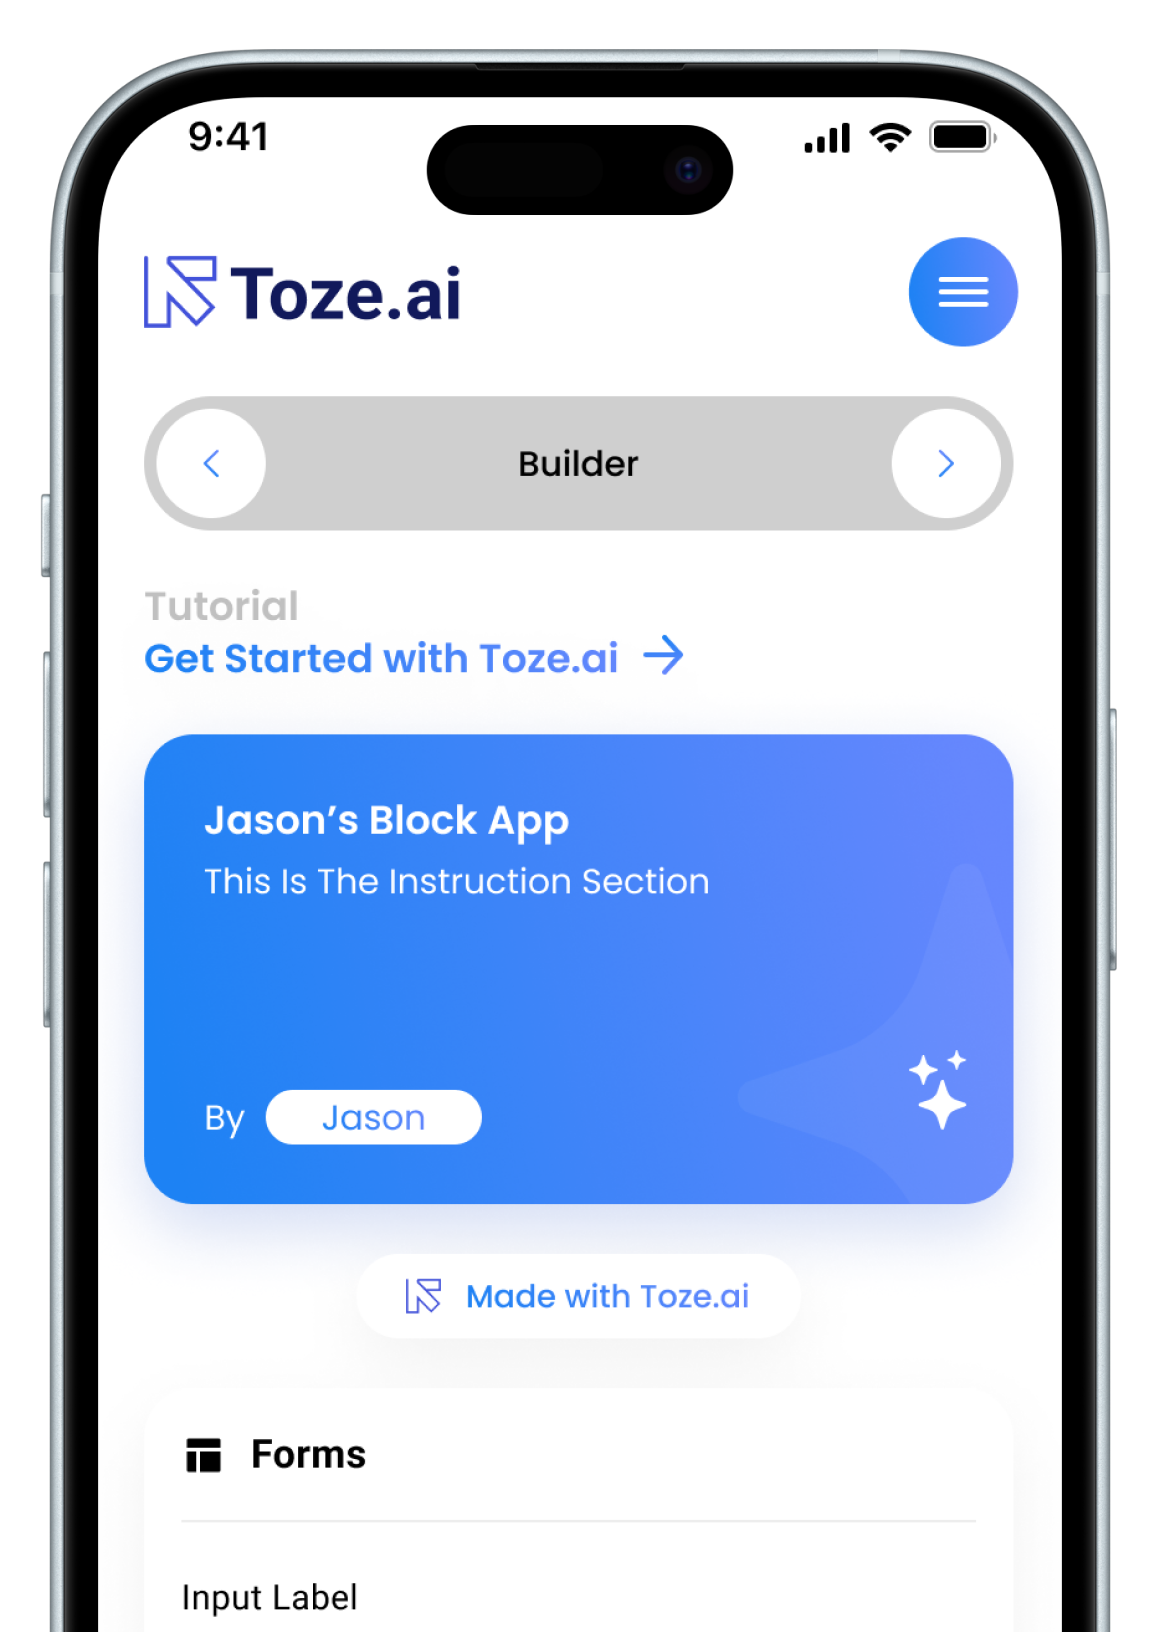 9:41
Toze.ai
Builder
Tutorial
Get Started with Toze.ai
Jason’s Block App
This Is The Instruction Section
By Jason
Made with Toze.ai
Forms
Input Label